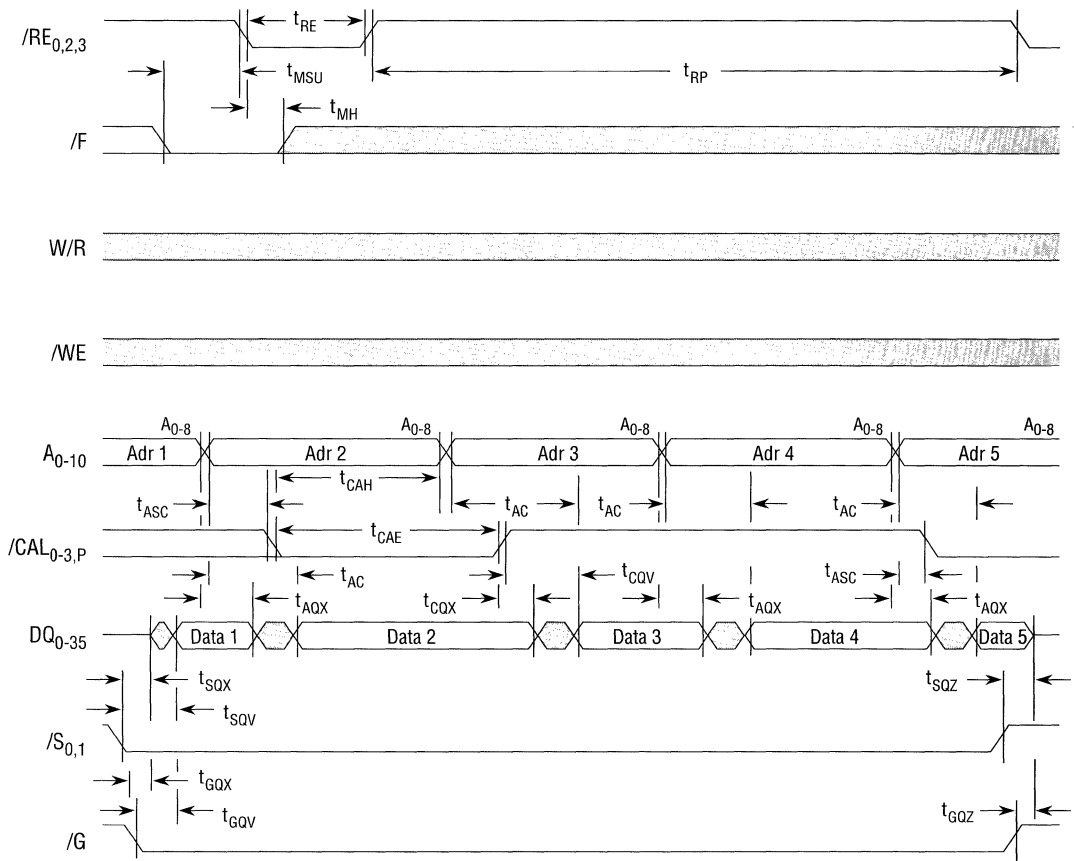 /RE0,2,3
tRE
tMSU
tRP
tMH
/F
W/R
/WE
A0-8 A0-8 A0-8 A0-8 A0-8
A0-10 Adr 1 Adr 2 Adr 3 Adr 4 Adr 5
tCAH
tASC tAC tAC tAC
tCAE
/CAL0-3,P
tAC tCQV tASC
tAQX tCQX tAQX tAQX
DQ0-35 Data 1 Data 2 Data 3 Data 4 Data 5
tSQX tSQZ
tSQV
/S0,1
tGQX
tGQV tGQZ
/G